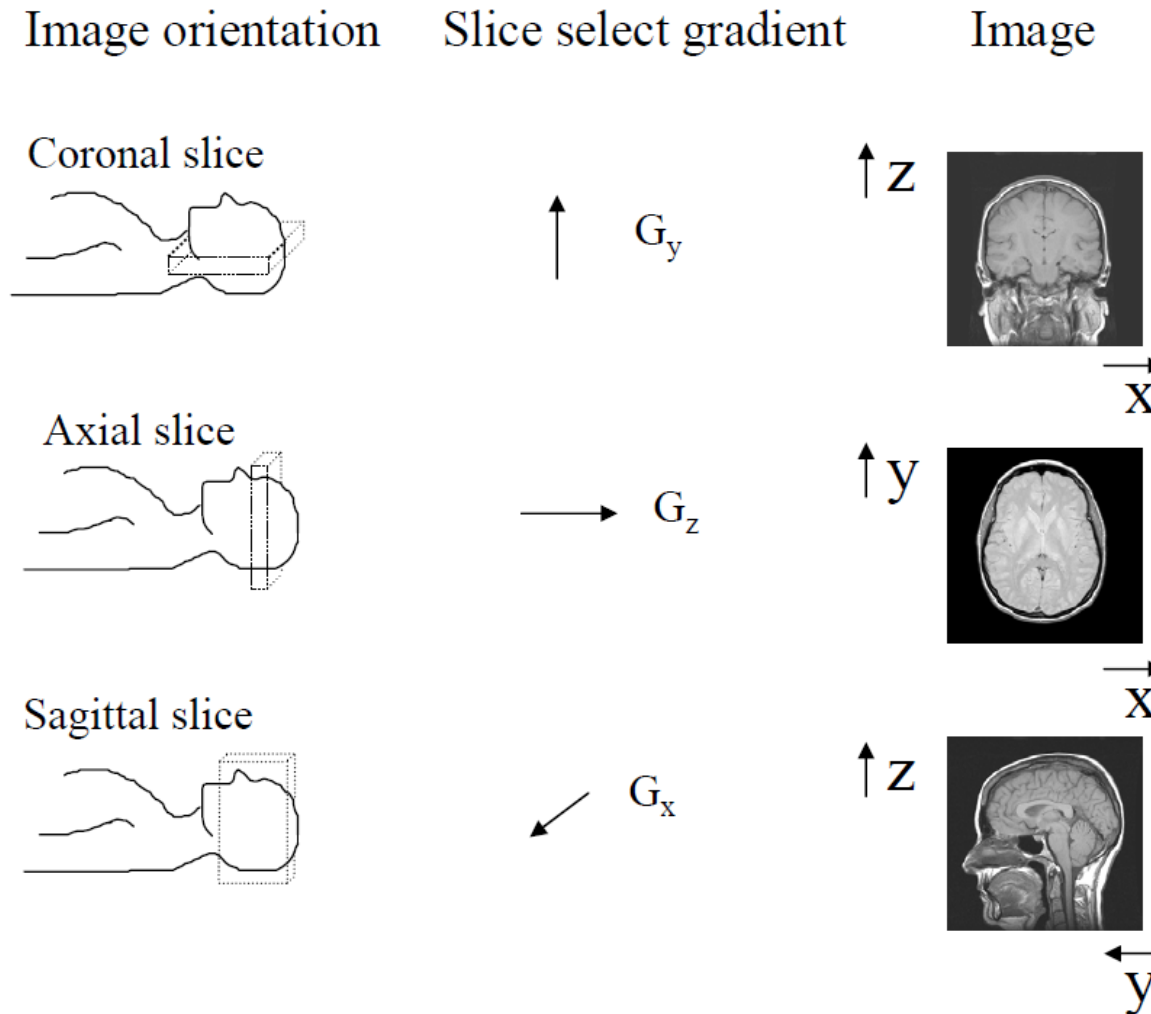 Image orientation Slice select gradient Image
Coronal slice
z
G_y
x
Axial slice
y
G_z
x
Sagittal slice
z
G_x
y